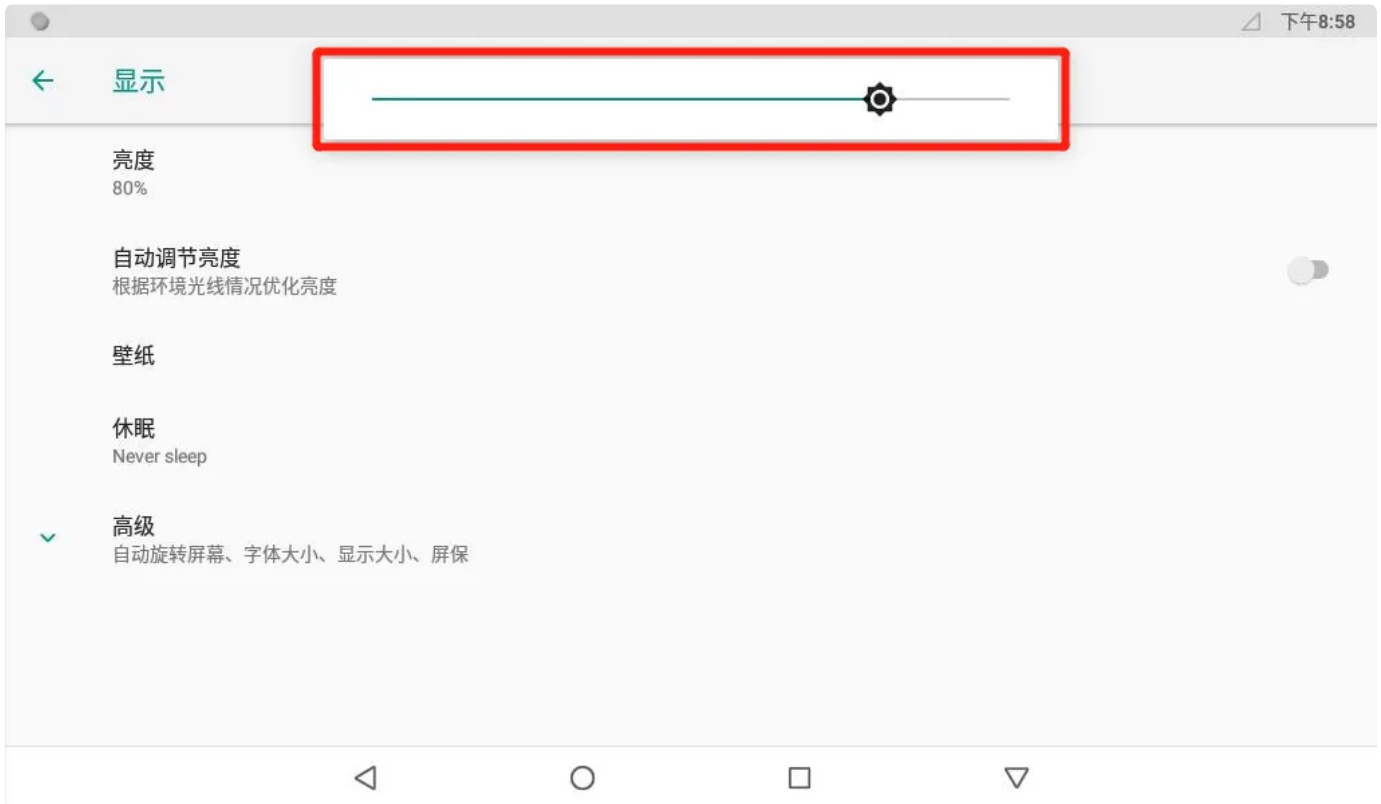 下午8:58
显示
亮度
80%
自动调节亮度
根据环境光线情况优化亮度
壁纸
休眠
Never sleep
高级
自动旋转屏幕、字体大小、显示大小、屏保